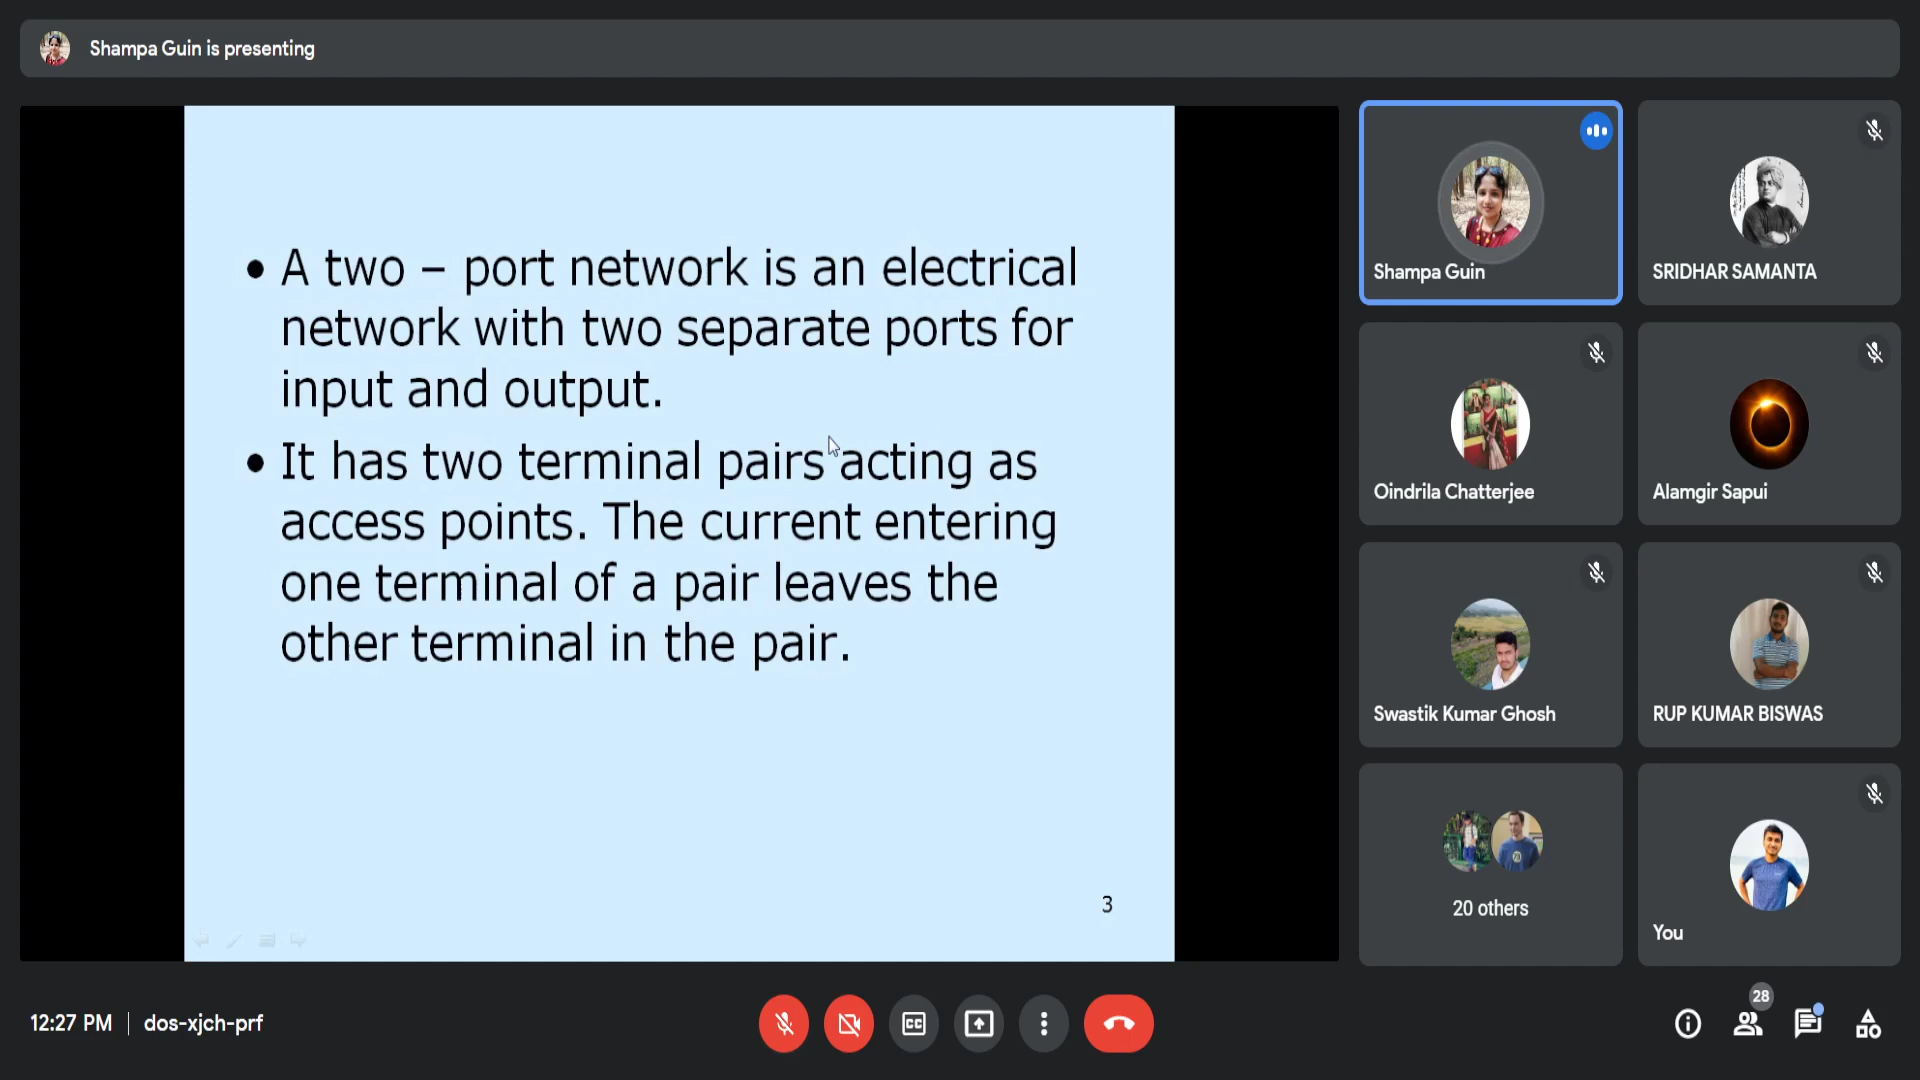 Shampa Guin is presenting
• A two – port network is an electrical
network with two separate ports for
input and output.
• It has two terminal pairs acting as
access points. The current entering
one terminal of a pair leaves the
other terminal in the pair.
3
Shampa Guin
SRIDHAR SAMANTA
Oindrila Chatterjee
Alamgir Sapui
Swastik Kumar Ghosh
RUP KUMAR BISWAS
20 others
You
12:27 PM | dos-xjch-prf
CC
28